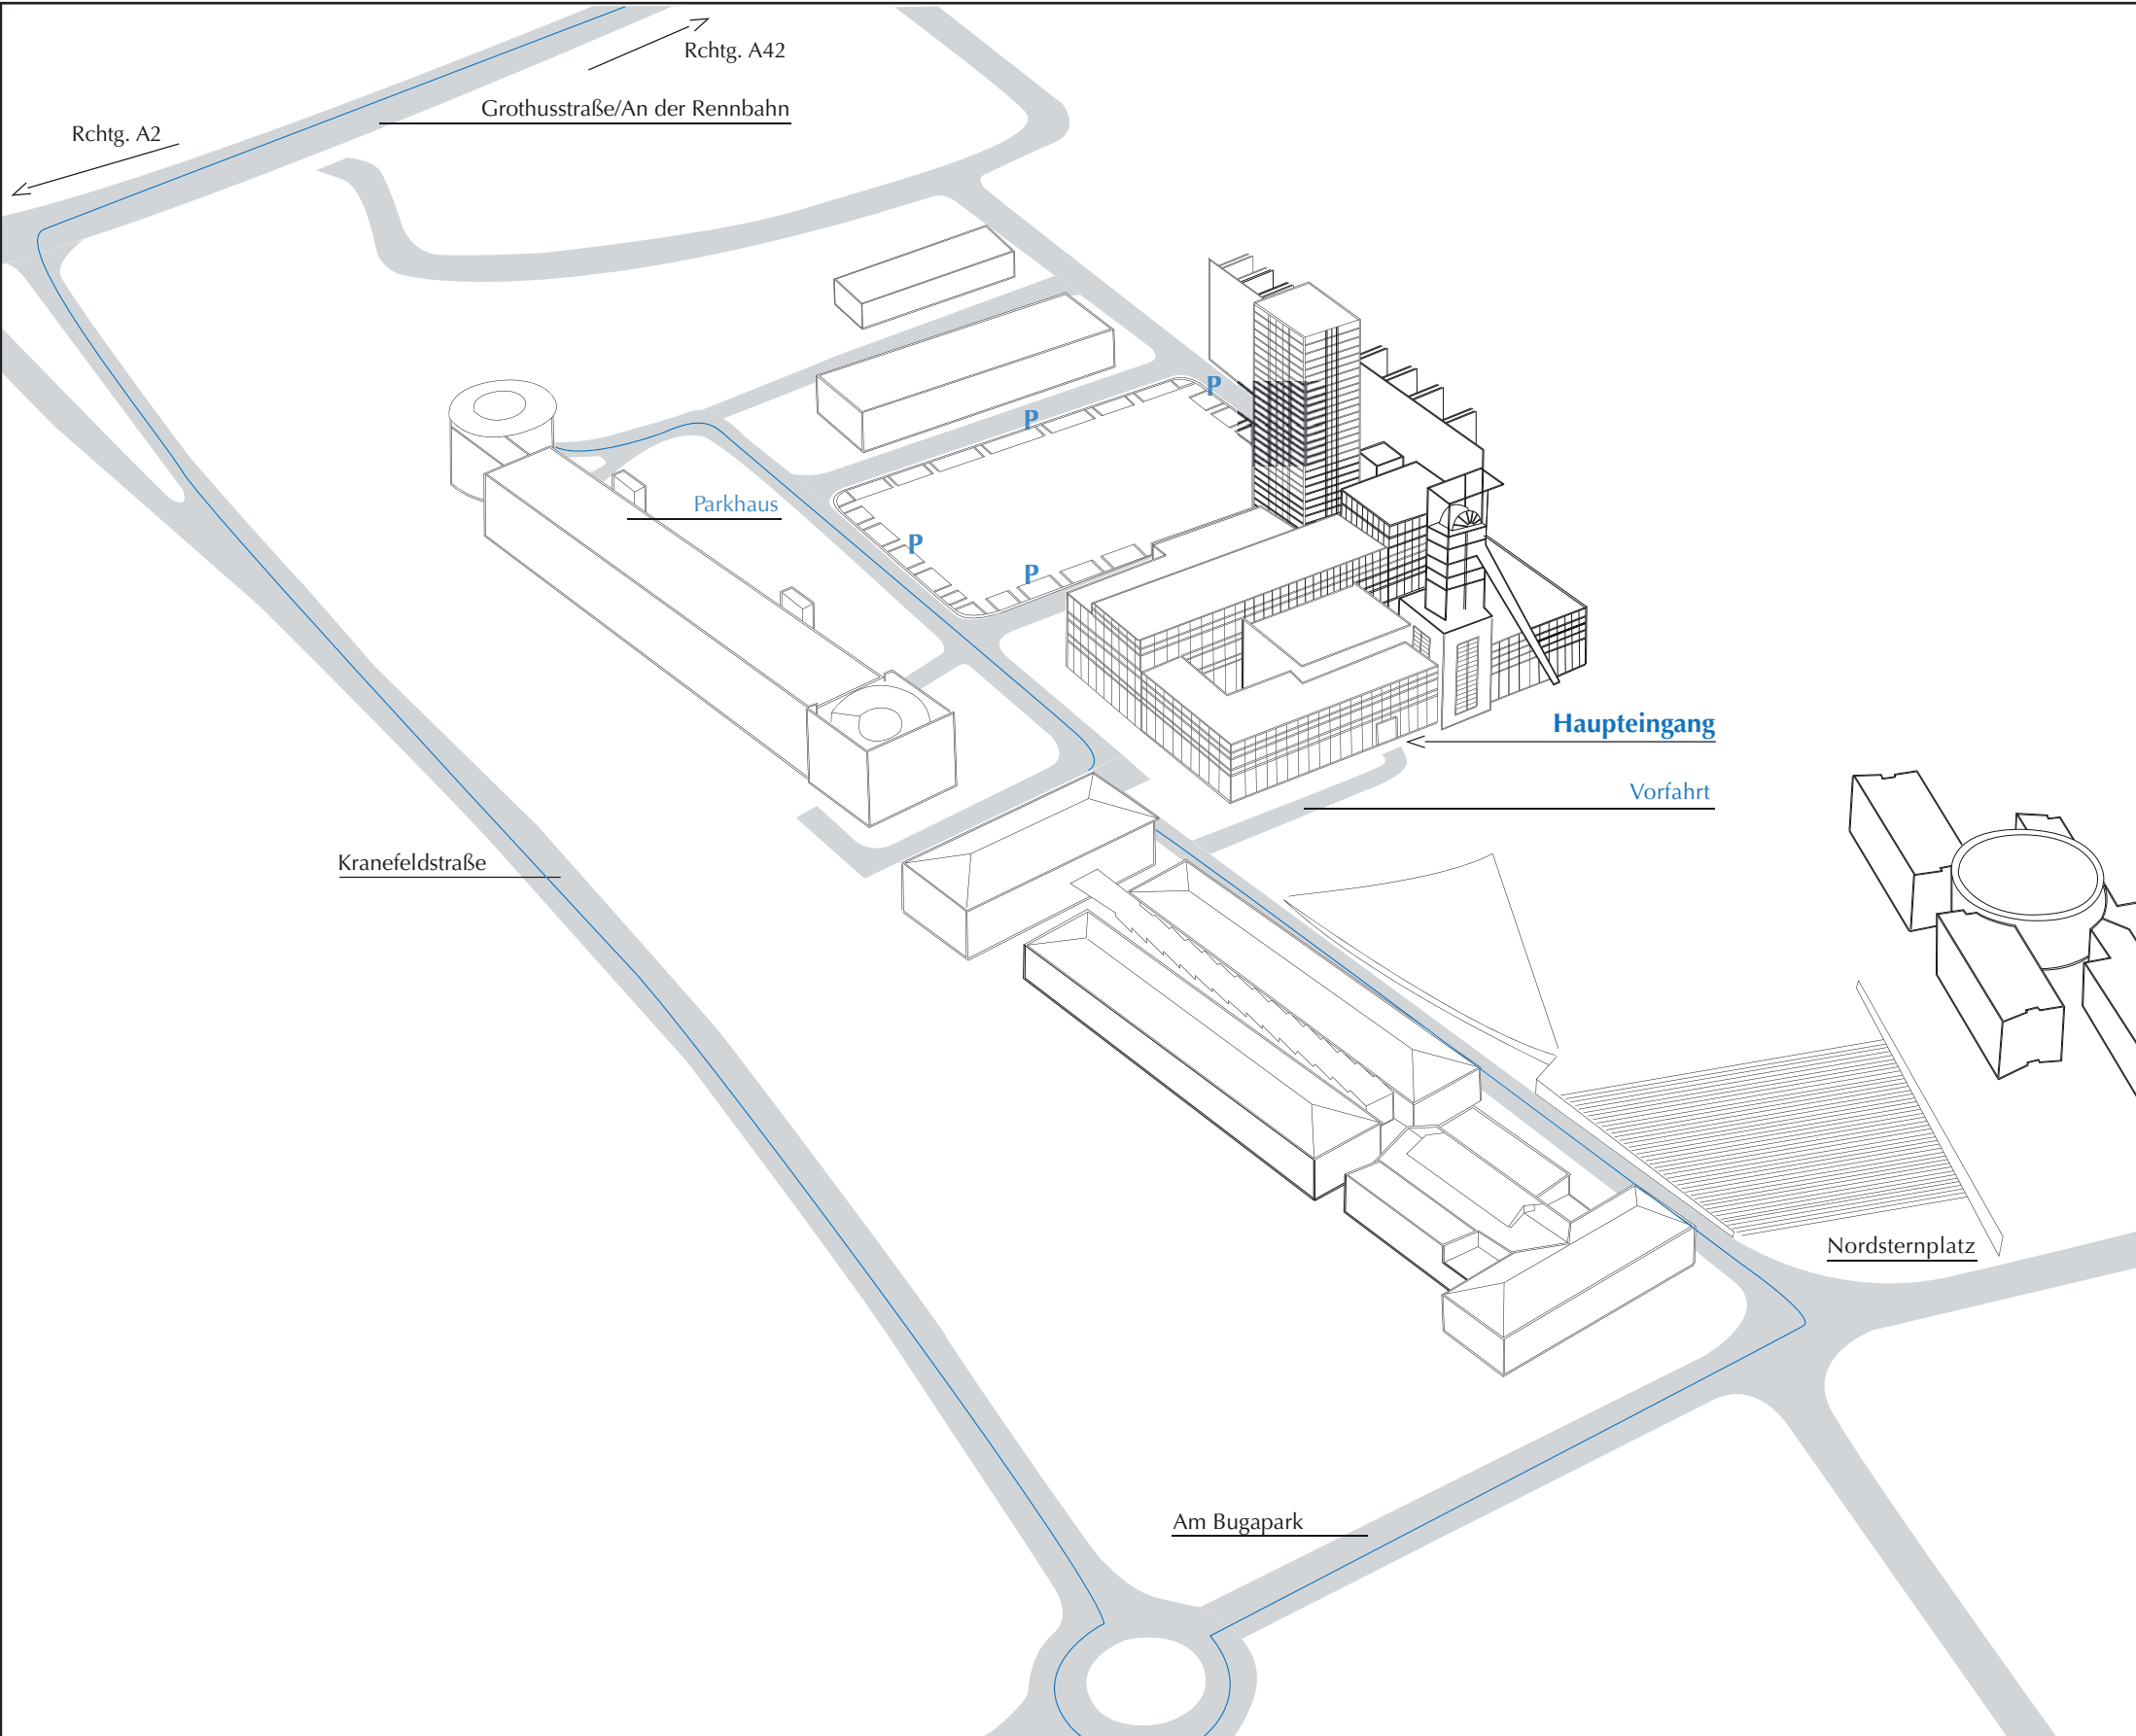 Rchtg. A42
Grothusstraße/An der Rennbahn
Rchtg. A2
P
P
Parkhaus
P
P
Haupteingang
Vorfahrt
Kranefeldstraße
Nordsternplatz
Am Bugapark